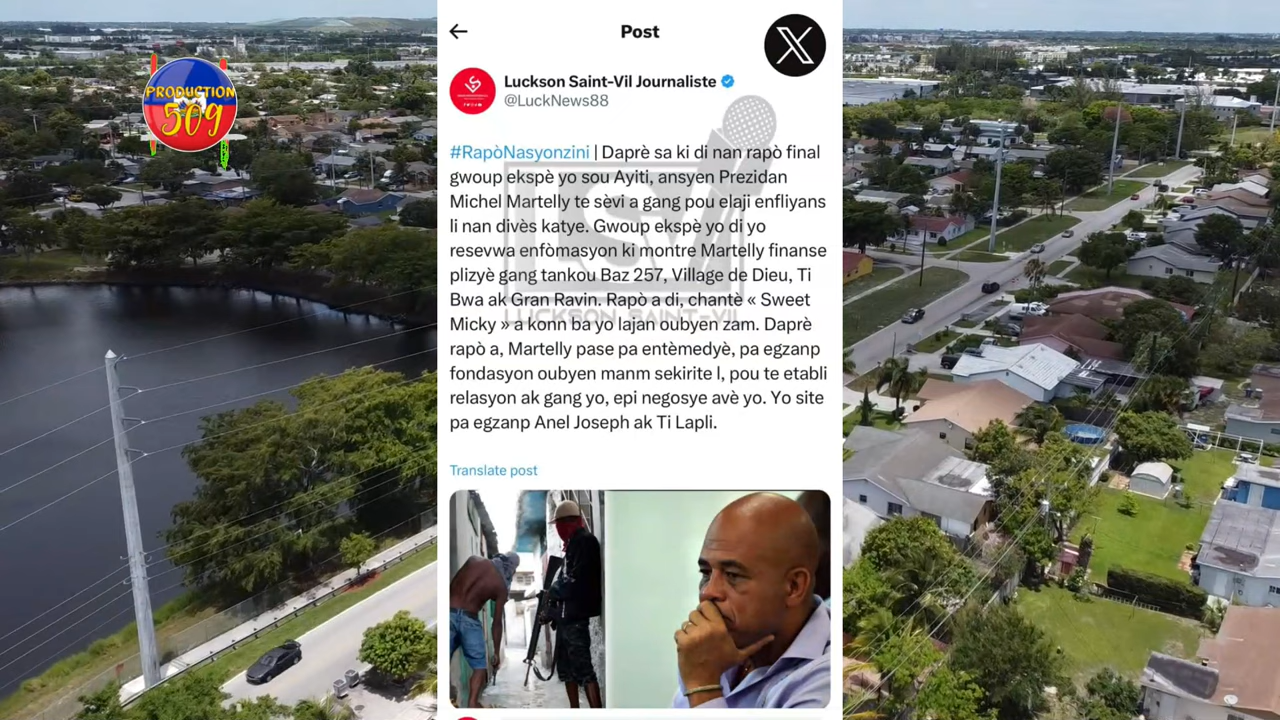 PRODUCTION
509
Post
X
Luckson Saint-Vil Journaliste
@LuckNews88
#RapòNasyonzini | Daprè sa ki di nan rapò final
gwoup ekspè yo sou Ayiti, ansyen Prezidan
Michel Martelly te sèvi a gang pou elaji enfliyans
li nan divès katye. Gwoup ekspè yo di yo
resevwa enfòmasyon ki montre Martelly finanse
plizyè gang tankou Baz 257, Village de Dieu, Ti
Bwa ak Gran Ravin. Rapò a di, chantè « Sweet
Micky » a konn ba yo lajan oubyen zam. Daprè
rapò a, Martelly pase pa entèmedyè, pa egzanp
fondasyon oubyen manm sekirite l, pou te etabli
relasyon ak gang yo, epi negosye avè yo. Yo site
pa egzanp Anel Joseph ak Ti Lapli.
LSV
LUCKSON SAINT-VIL
Translate post